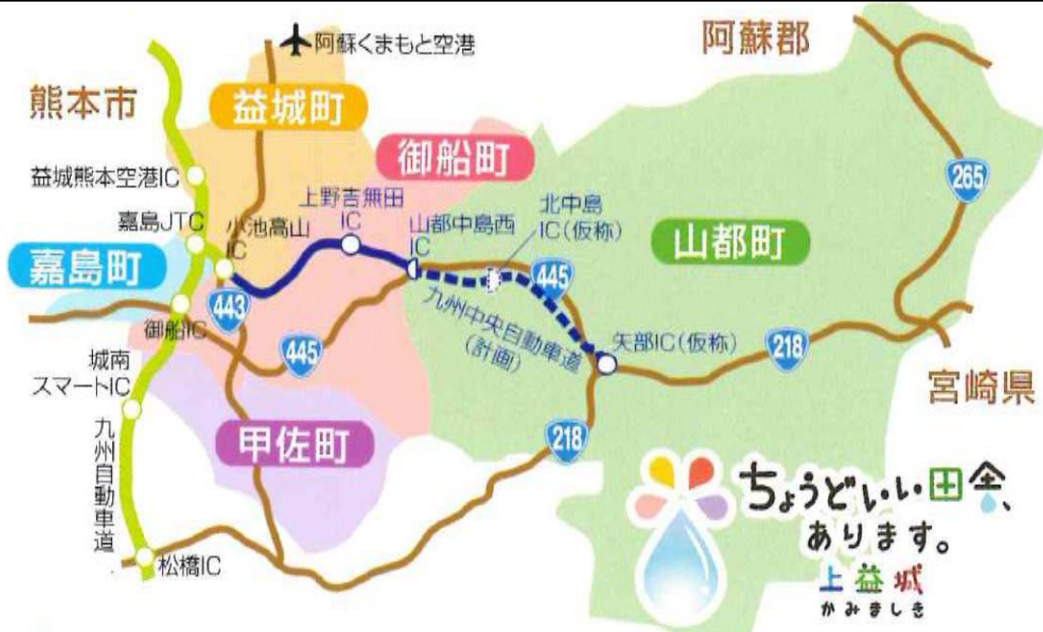 阿蘇くまもと空港
阿蘇郡
熊本市
益城町
御船町
益城熊本空港IC
上野吉無田
IC
嘉島JTC
小池高山
IC
山都中島西
IC
北中島
IC(仮称)
265
山都町
嘉島町
443
445
九州中央自動車道
(計画)
御船IC
445
矢部IC(仮称)
218
城南
スマートIC
宮崎県
甲佐町
218
九州自動車道
松橋IC
ちょうどいい田舎、
あります。
上益城
かみましき